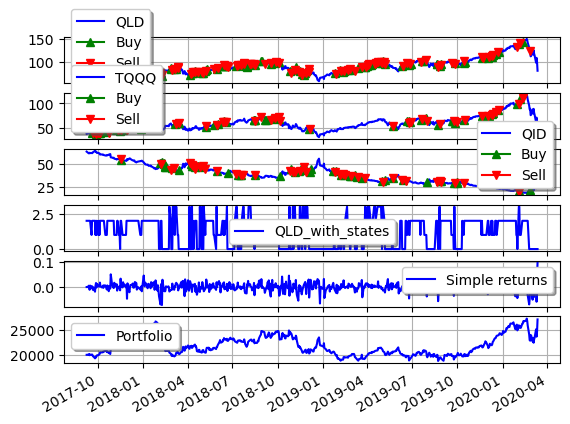 QLD
Buy
Sell
150
100
TQQQ
Buy
Sell
100
50
QID
Buy
Sell
50
25
2.5
0.0
QLD_with_states
0.1
0.0
Simple returns
25000
20000
Portfolio
2017-10 2018-01 2018-04 2018-07 2018-10 2019-01 2019-04 2019-07 2019-10 2020-01 2020-04